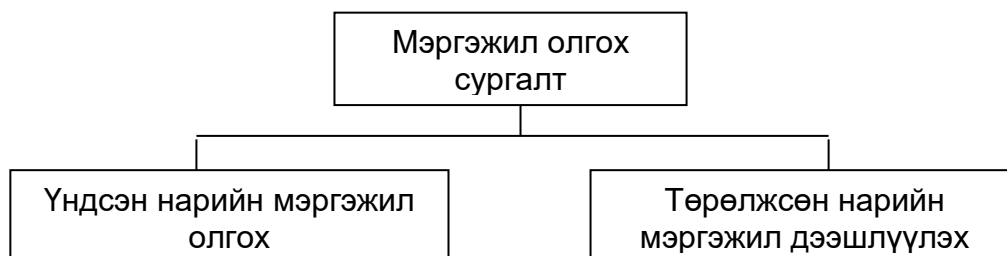 Мэргэжил олгох
сургалт
Үндсэн нарийн мэргэжил
олгох
Төрөлжсөн нарийн
мэргэжил дээшлүүлэх